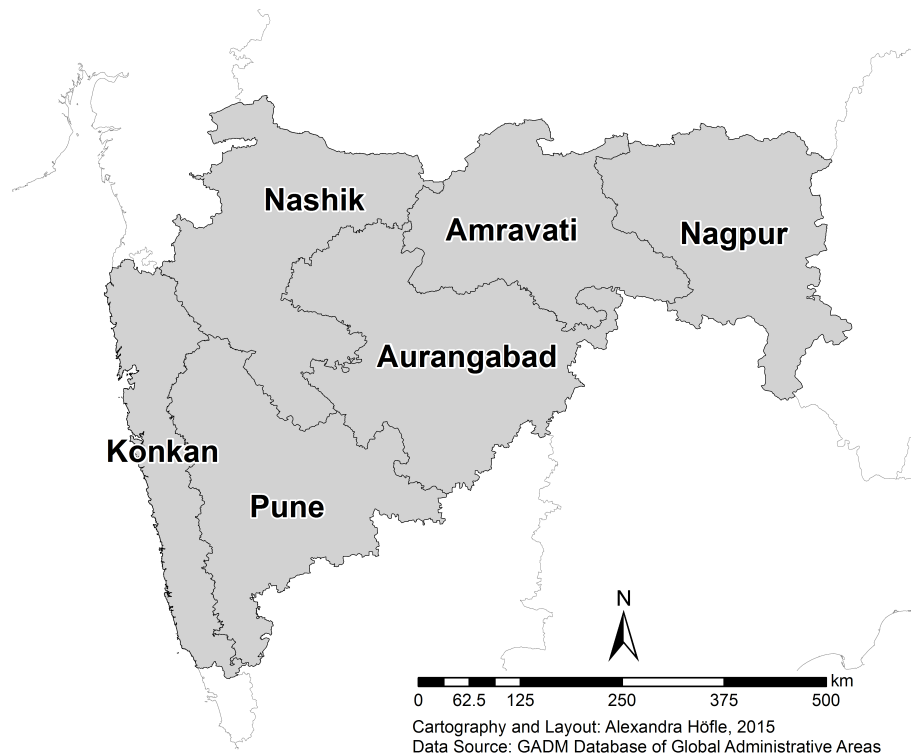 Nashik
Amravati
Nagpur
Aurangabad
Konkan
Pune
N
km
0 62.5 125 250 375 500
Cartography and Layout: Alexandra Höfle, 2015
Data Source: GADM Database of Global Administrative Areas